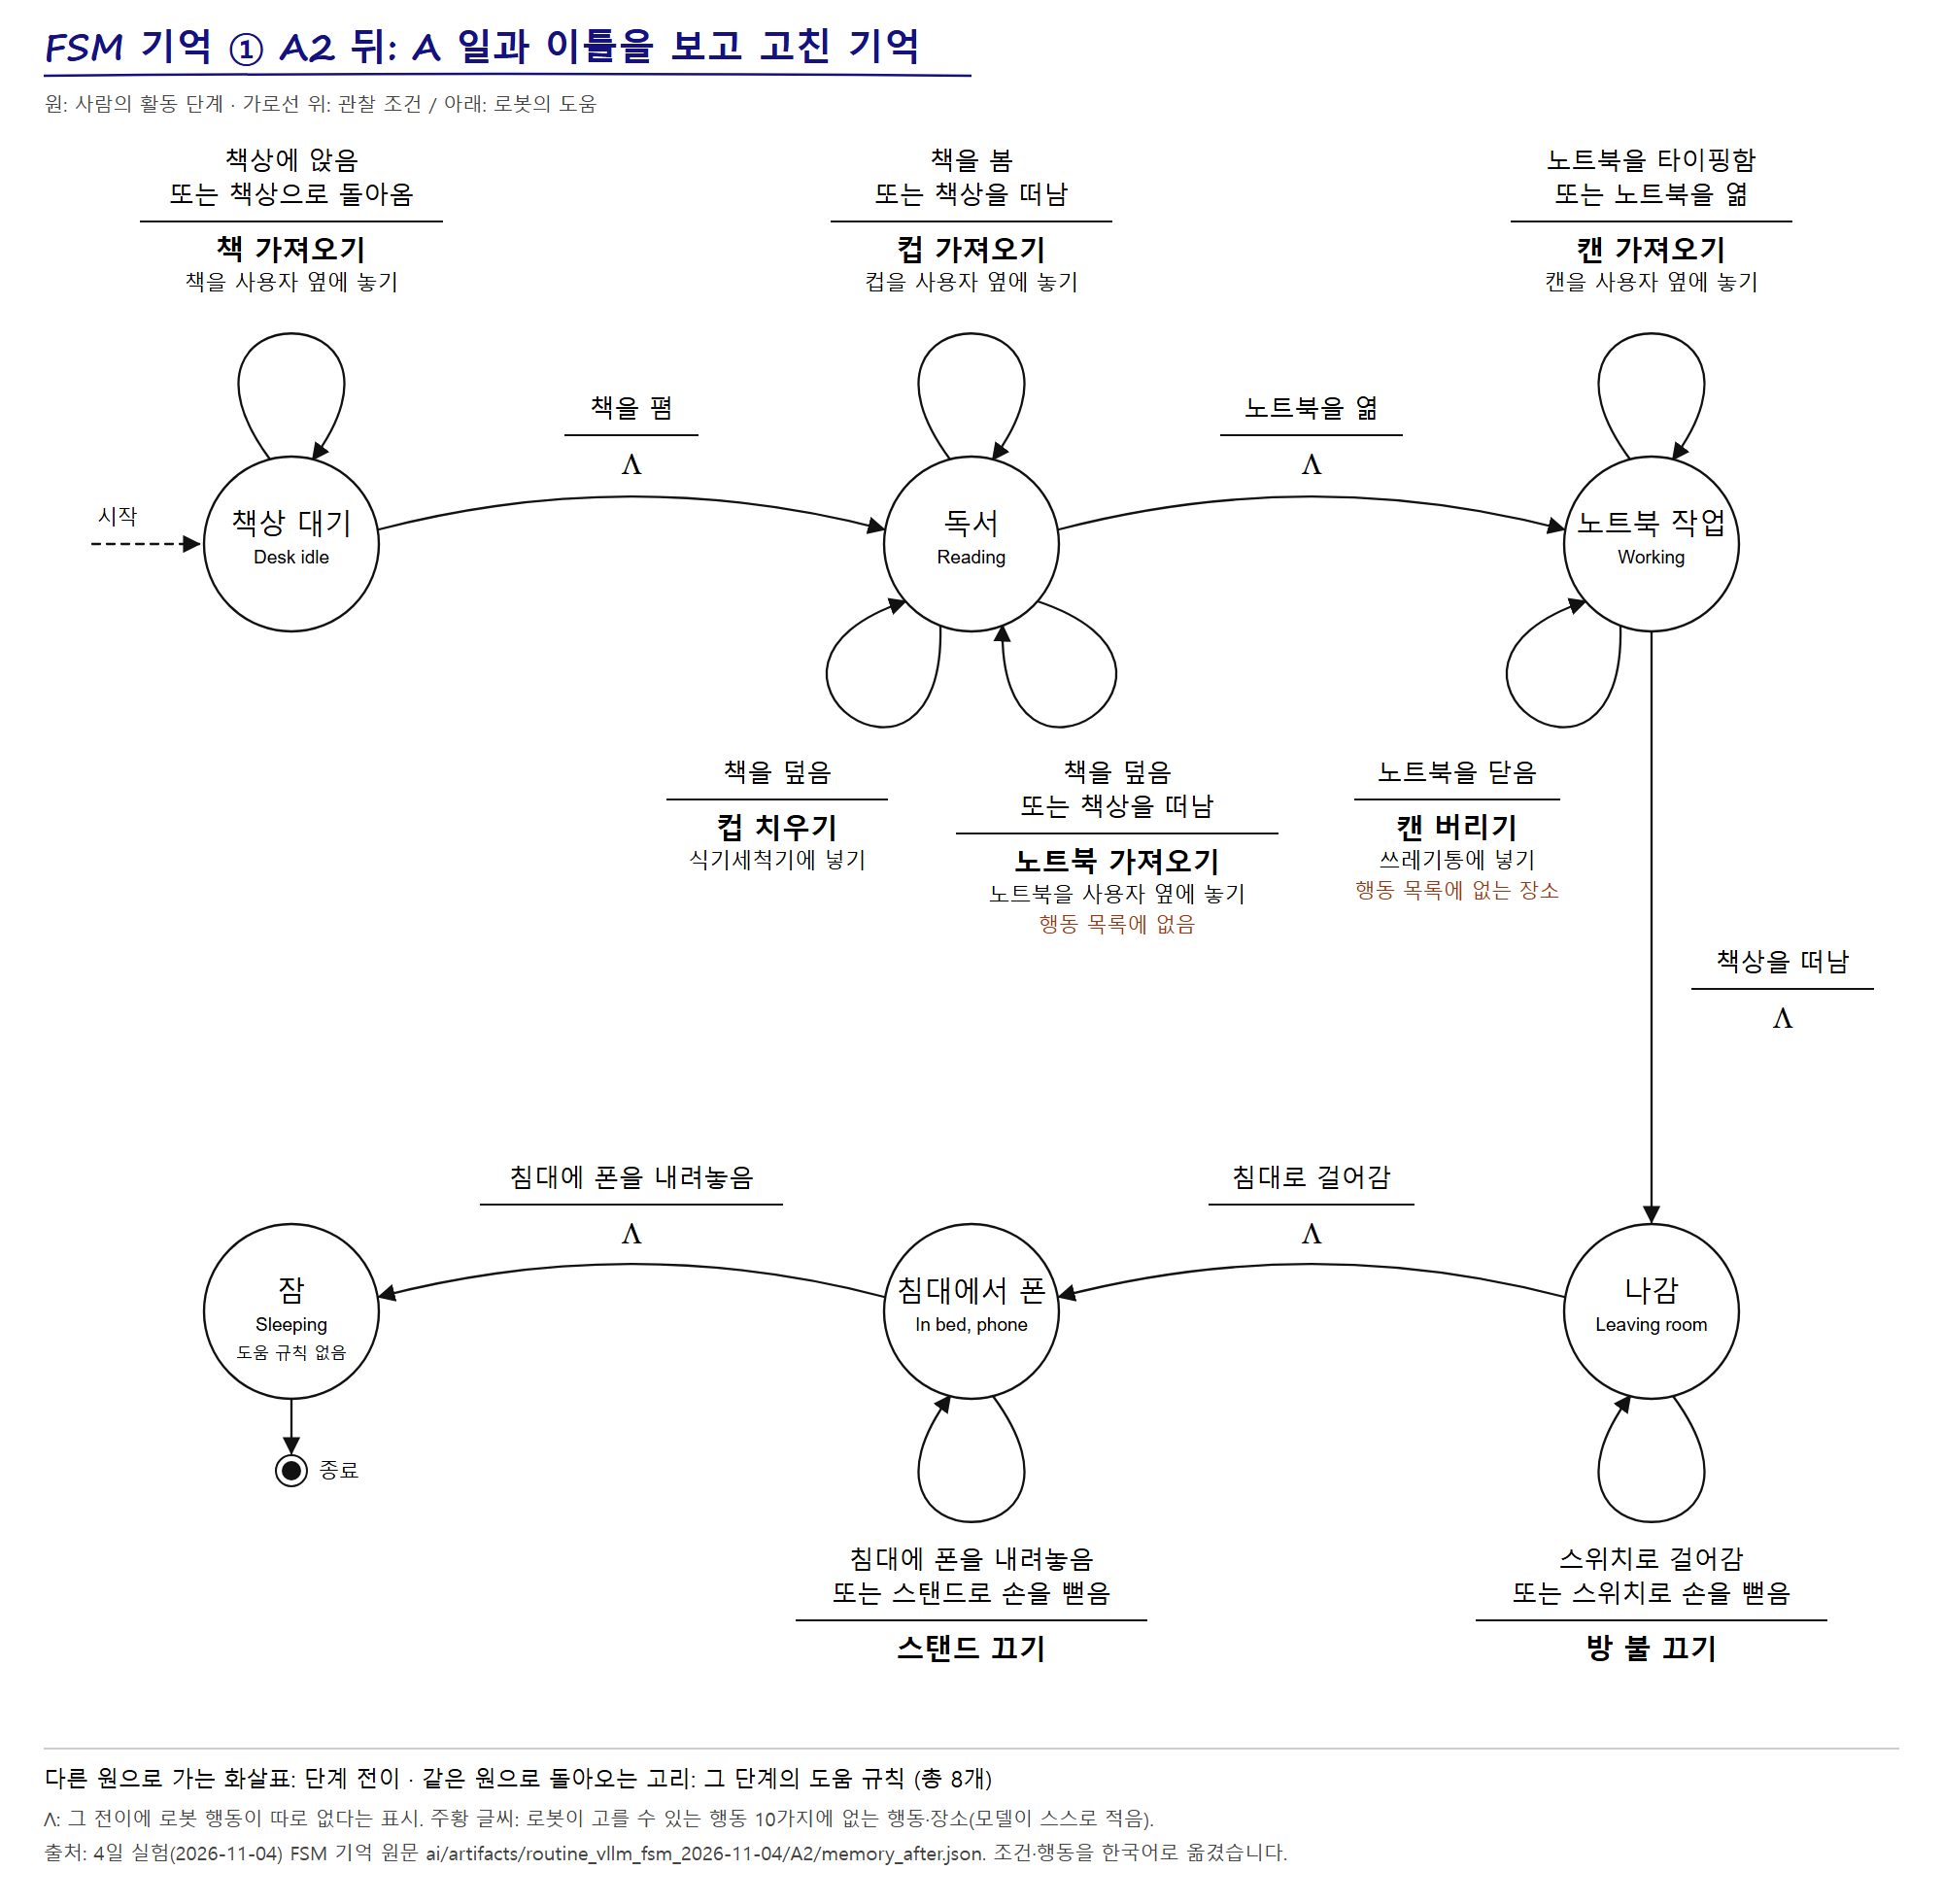 FSM 기억 ① A2 뒤: A 일과 이틀을 보고 고친 기억
원: 사람의 활동 단계 · 가로선 위: 관찰 조건 / 아래: 로봇의 도움
책상에 앉음
또는 책상으로 돌아옴
책 가져오기
책을 사용자 옆에 놓기
책을 봄
또는 책상을 떠남
컵 가져오기
컵을 사용자 옆에 놓기
노트북을 타이핑함
또는 노트북을 엶
캔 가져오기
캔을 사용자 옆에 놓기
책을 폄
Λ
노트북을 엶
Λ
시작
책상 대기
Desk idle
독서
Reading
노트북 작업
Working
책을 덮음
컵 치우기
식기세척기에 넣기
책을 덮음
또는 책상을 떠남
노트북 가져오기
노트북을 사용자 옆에 놓기
행동 목록에 없음
노트북을 닫음
캔 버리기
쓰레기통에 넣기
행동 목록에 없는 장소
책상을 떠남
Λ
침대에 폰을 내려놓음
Λ
침대로 걸어감
Λ
잠
Sleeping
도움 규칙 없음
침대에서 폰
In bed, phone
나감
Leaving room
종료
침대에 폰을 내려놓음
또는 스탠드로 손을 뻗음
스탠드 끄기
스위치로 걸어감
또는 스위치로 손을 뻗음
방 불 끄기
다른 원으로 가는 화살표: 단계 전이 · 같은 원으로 돌아오는 고리: 그 단계의 도움 규칙 (총 8개)
Λ: 그 전이에 로봇 행동이 따로 없다는 표시. 주황 글씨: 로봇이 고를 수 있는 행동 10가지에 없는 행동·장소(모델이 스스로 적음).
출처: 4일 실험(2026-11-04) FSM 기억 원문 ai/artifacts/routine_vllm_fsm_2026-11-04/A2/memory_after.json. 조건·행동을 한국어로 옮겼습니다.